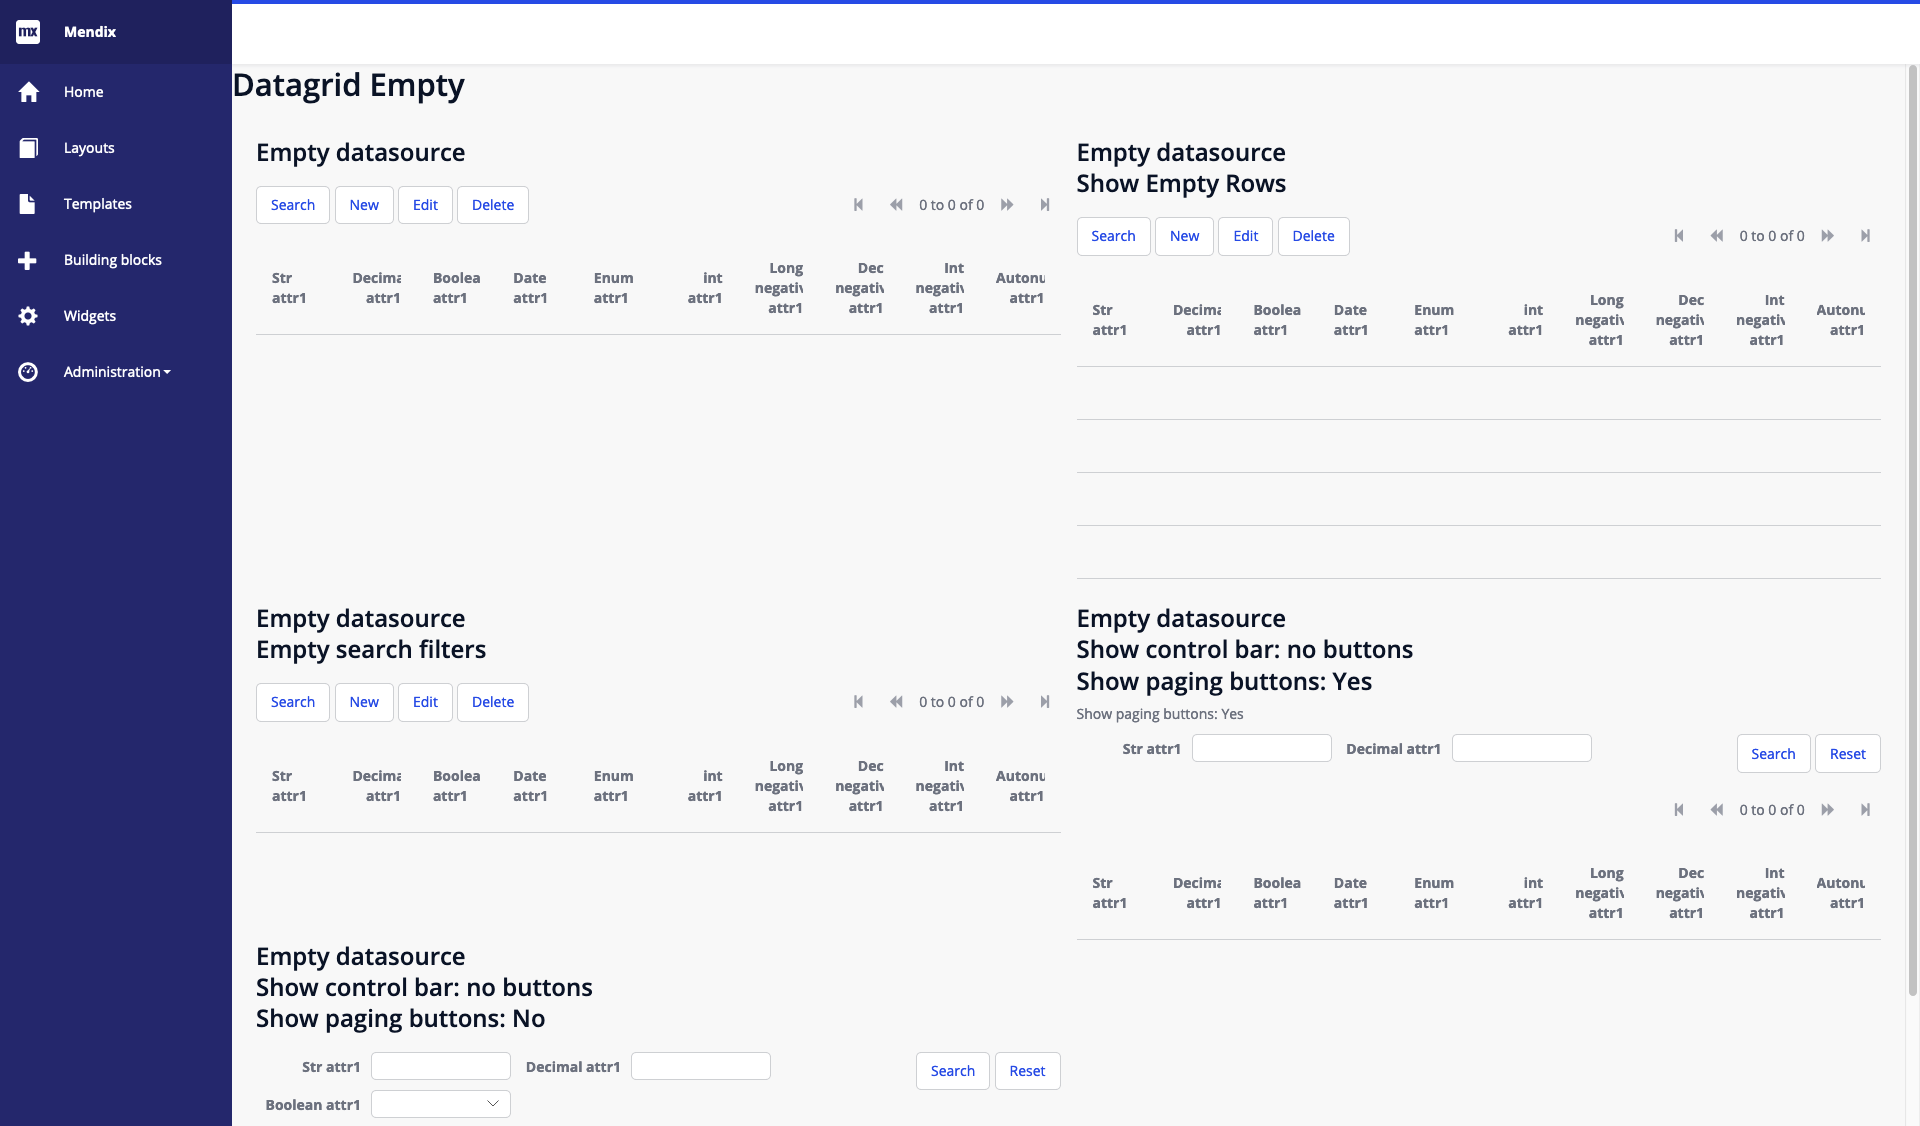 mx Mendix
Home
Layouts
Templates
Building blocks
Widgets
Administration
Datagrid Empty
Empty datasource
Search New Edit Delete 0 to 0 of 0
Str attr1
Decima attr1
Boolea attr1
Date attr1
Enum attr1
int attr1
Long negativ attr1
Dec negativ attr1
Int negativ attr1
Autonu attr1
Empty datasource
Show Empty Rows
Search New Edit Delete 0 to 0 of 0
Str attr1
Decima attr1
Boolea attr1
Date attr1
Enum attr1
int attr1
Long negativ attr1
Dec negativ attr1
Int negativ attr1
Autonu attr1
Empty datasource
Empty search filters
Search New Edit Delete 0 to 0 of 0
Str attr1
Decima attr1
Boolea attr1
Date attr1
Enum attr1
int attr1
Long negativ attr1
Dec negativ attr1
Int negativ attr1
Autonu attr1
Empty datasource
Show control bar: no buttons
Show paging buttons: Yes
Show paging buttons: Yes
Str attr1 Decimal attr1 Search Reset
0 to 0 of 0
Str attr1
Decima attr1
Boolea attr1
Date attr1
Enum attr1
int attr1
Long negativ attr1
Dec negativ attr1
Int negativ attr1
Autonu attr1
Empty datasource
Show control bar: no buttons
Show paging buttons: No
Str attr1 Decimal attr1 Search Reset
Boolean attr1